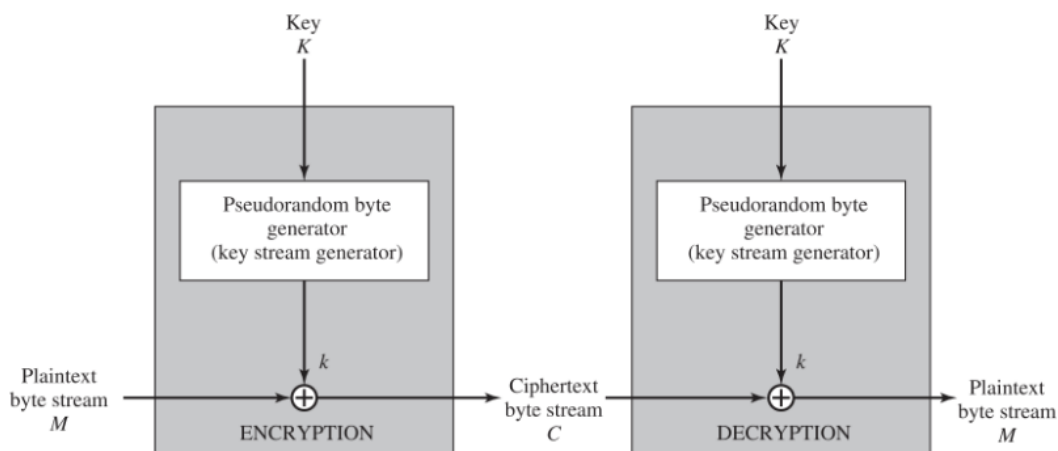 Key
K
Key
K
Pseudorandom byte
generator
(key stream generator)
Pseudorandom byte
generator
(key stream generator)
k
k
Plaintext
byte stream
M
Ciphertext
byte stream
C
Plaintext
byte stream
M
ENCRYPTION
DECRYPTION